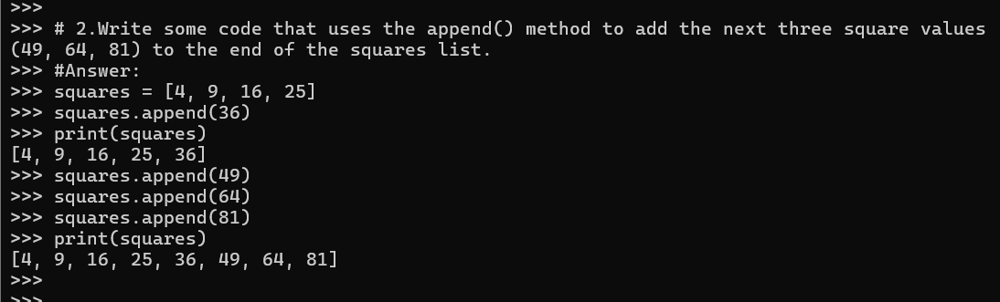 >>>
>>> # 2.Write some code that uses the append() method to add the next three square values
(49, 64, 81) to the end of the squares list.
>>> #Answer:
>>> squares = [4, 9, 16, 25]
>>> squares.append(36)
>>> print(squares)
[4, 9, 16, 25, 36]
>>> squares.append(49)
>>> squares.append(64)
>>> squares.append(81)
>>> print(squares)
[4, 9, 16, 25, 36, 49, 64, 81]
>>>
>>>